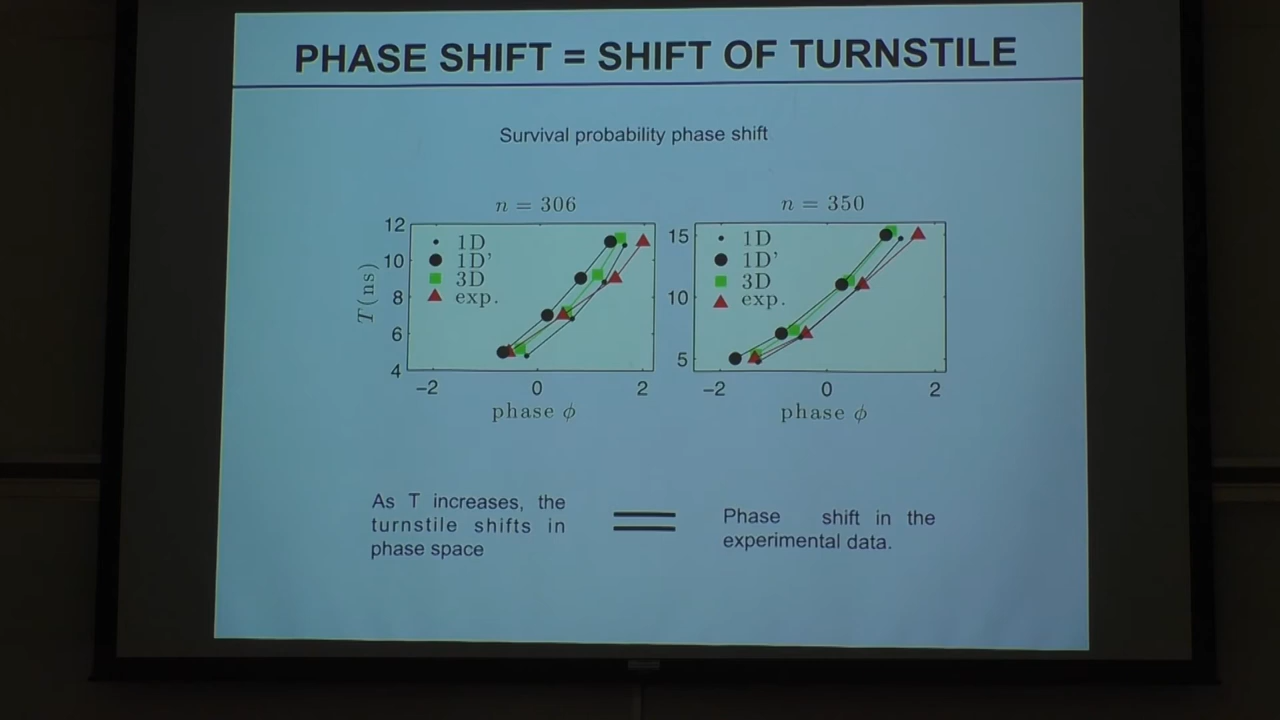 PHASE SHIFT = SHIFT OF TURNSTILE
Survival probability phase shift
n = 306
12
10
8
6
4
T(ns)
1D
1D'
3D
exp.
−2
0
2
phase ϕ
n = 350
15
10
5
1D
1D'
3D
exp.
−2
0
2
phase ϕ
As T increases, the
turnstile shifts in
phase space
=
Phase shift in the
experimental data.